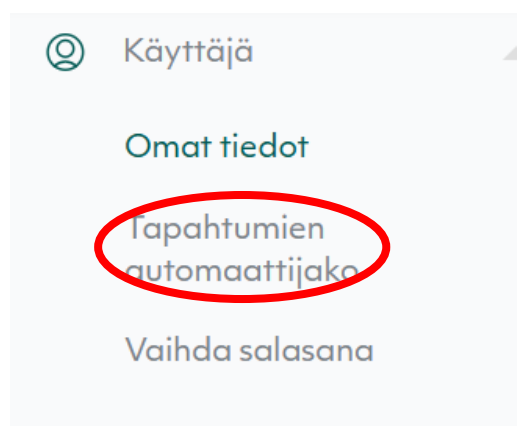 Käyttäjä
Omat tiedot
Tapahtumien
automaattijako
Vaihda salasana